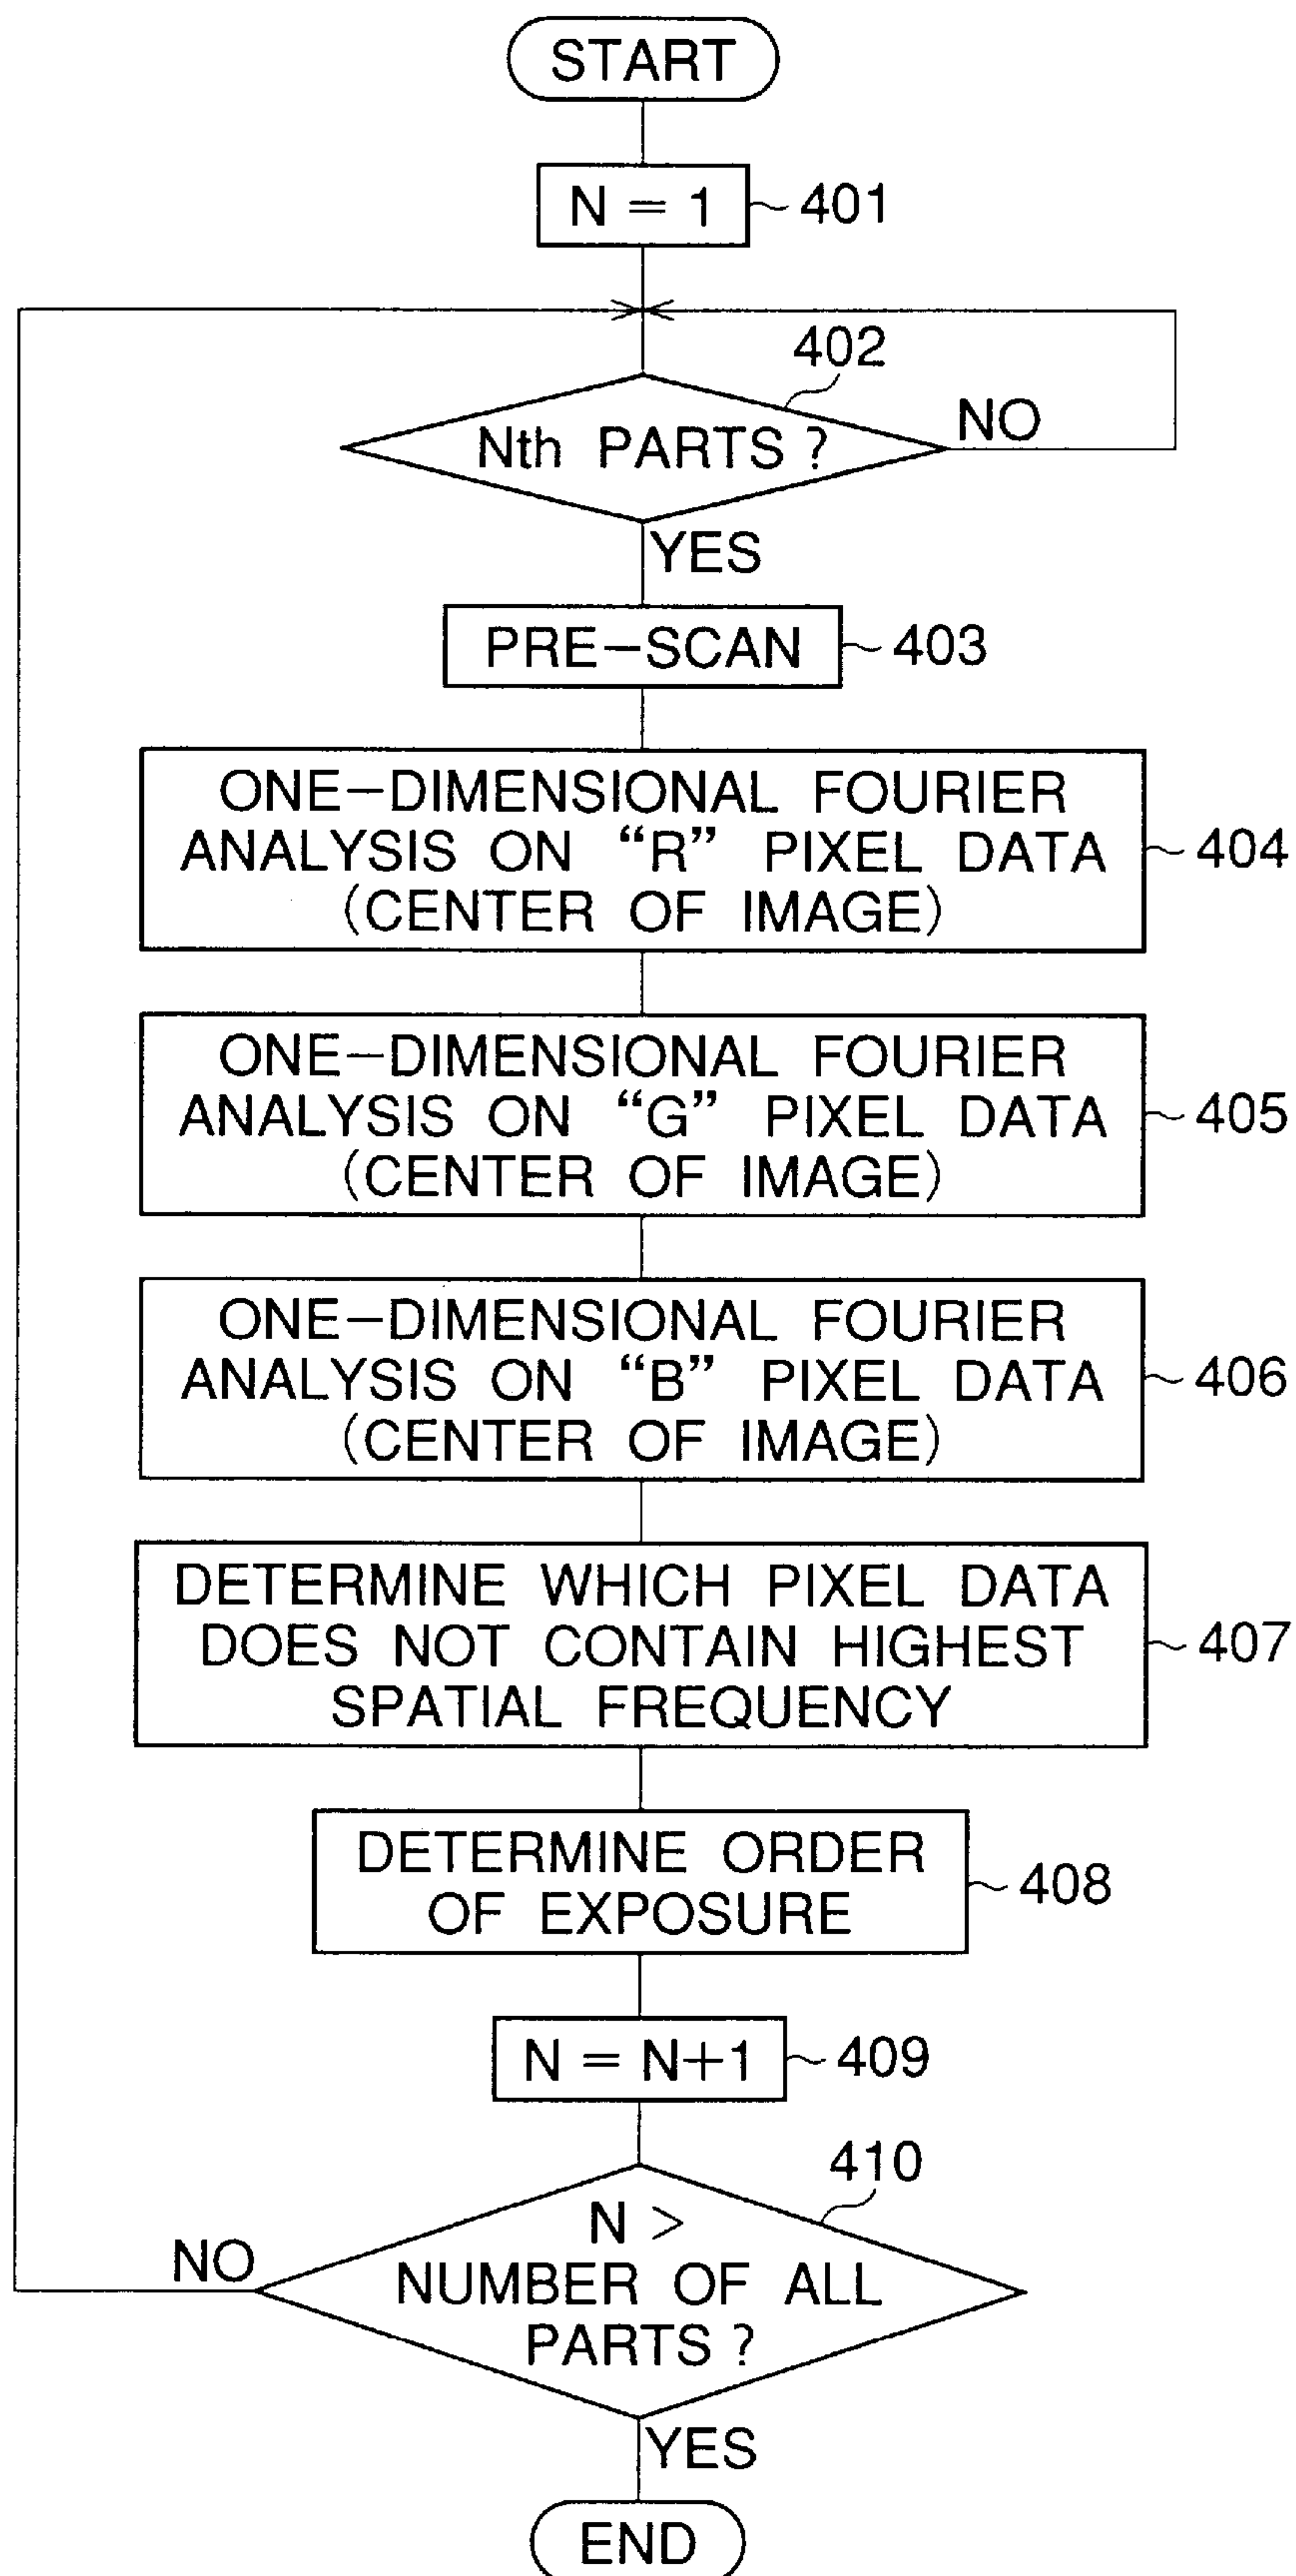 START
N = 1
401
402
Nth PARTS ?
NO
YES
PRE-SCAN
403
ONE-DIMENSIONAL FOURIER
ANALYSIS ON “R” PIXEL DATA
(CENTER OF IMAGE)
404
ONE-DIMENSIONAL FOURIER
ANALYSIS ON “G” PIXEL DATA
(CENTER OF IMAGE)
405
ONE-DIMENSIONAL FOURIER
ANALYSIS ON “B” PIXEL DATA
(CENTER OF IMAGE)
406
DETERMINE WHICH PIXEL DATA
DOES NOT CONTAIN HIGHEST
SPATIAL FREQUENCY
407
DETERMINE ORDER
OF EXPOSURE
408
N = N+1
409
410
N >
NUMBER OF ALL
PARTS ?
NO
YES
END